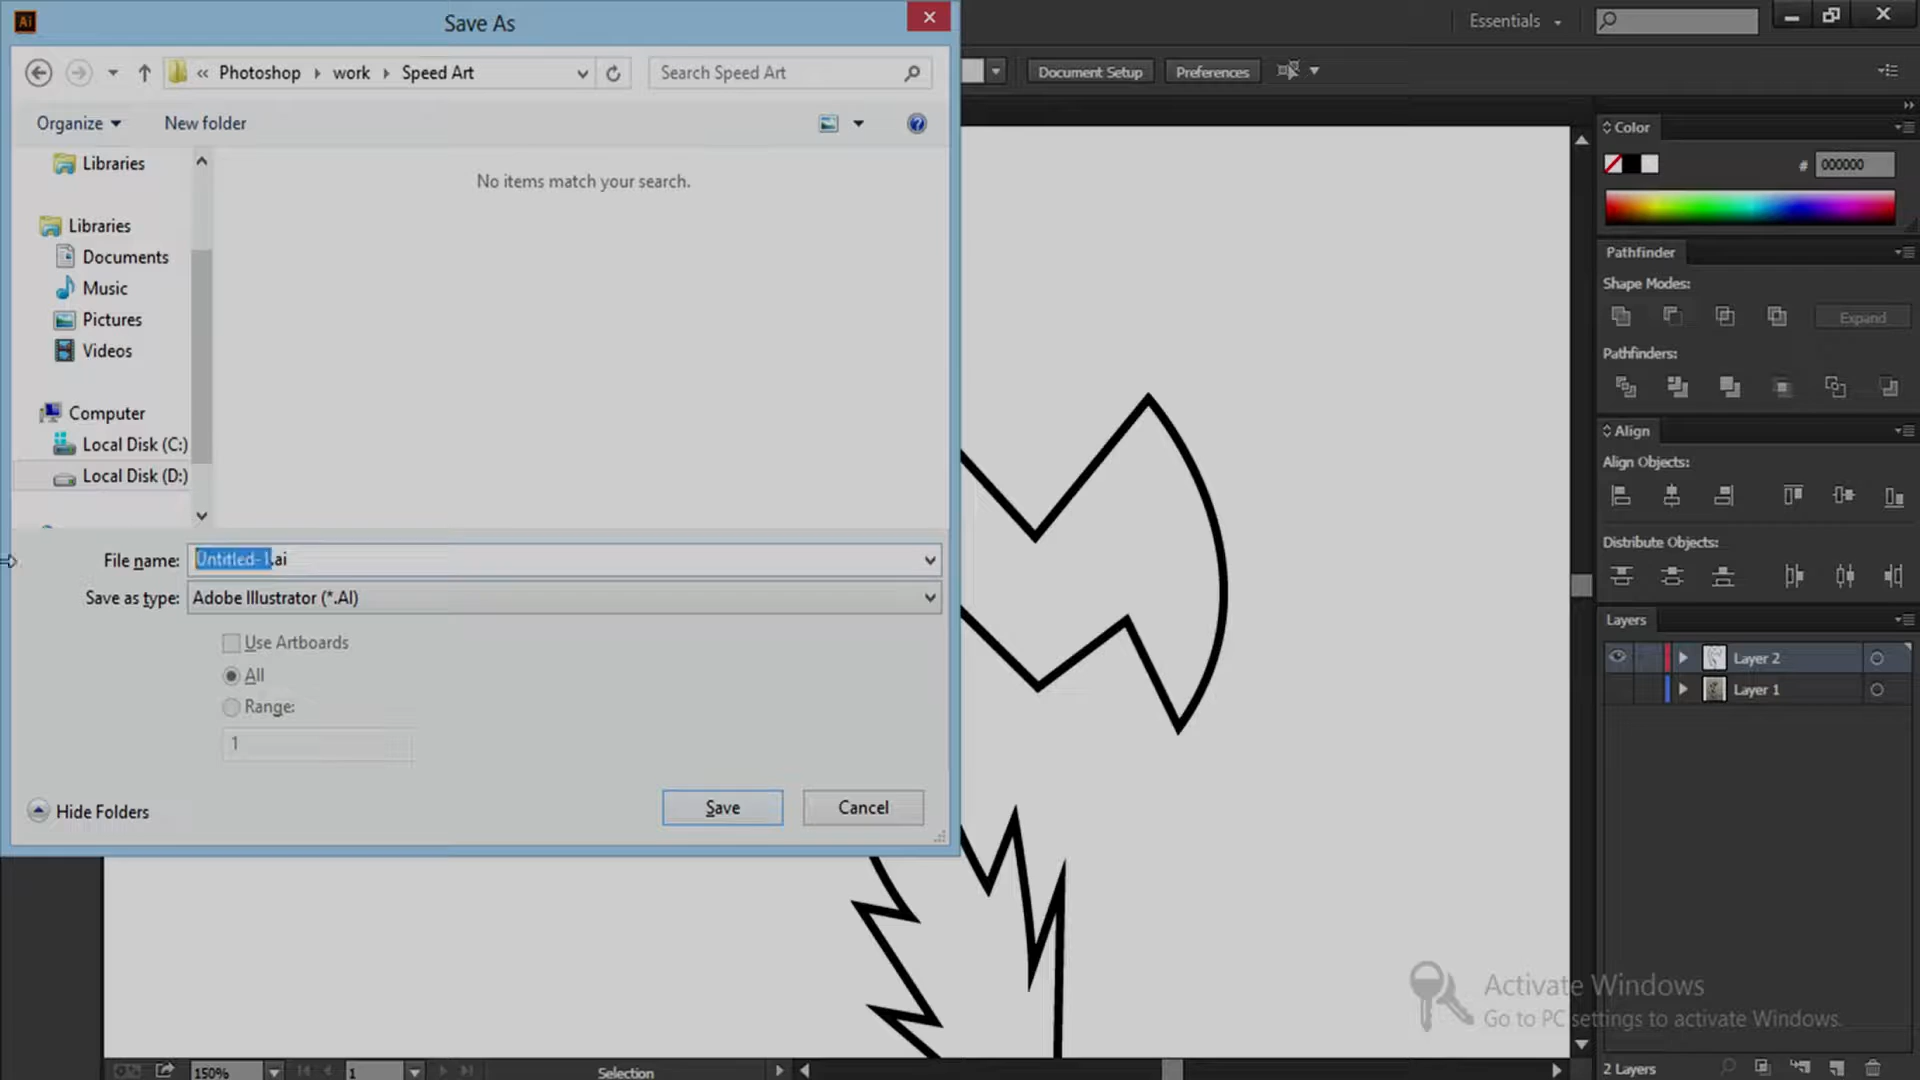 Ai
Save As
Essentials
« Photoshop work Speed Art
Search Speed Art
Document Setup
Preferences
Organize
New folder
Color
Libraries
No items match your search.
# 000000
Libraries
Documents
Music
Pictures
Videos
Pathfinder
Shape Modes:
Expand
Pathfinders:
Computer
Local Disk (C:)
Local Disk (D:)
Align
Align Objects:
Distribute Objects:
File name: Untitled-1.ai
Save as type: Adobe Illustrator (*.AI)
Use Artboards
All
Range:
1
Layers
Layer 2
Layer 1
Hide Folders
Save
Cancel
Activate Windows
Go to PC settings to activate Windows.
150%
1
Selection
2 Layers